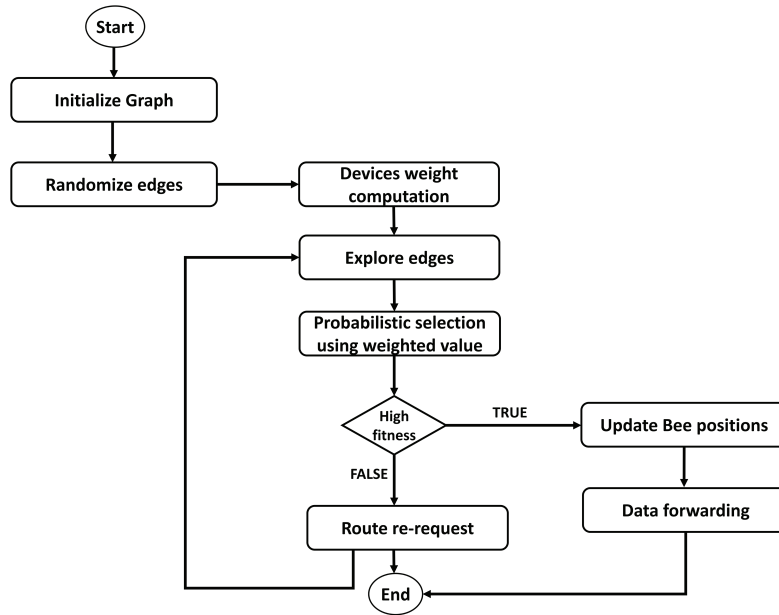 Start
Initialize Graph
Randomize edges
Devices weight
computation
Explore edges
Probabilistic selection
using weighted value
High
fitness
TRUE
Update Bee positions
FALSE
Data forwarding
Route re-request
End